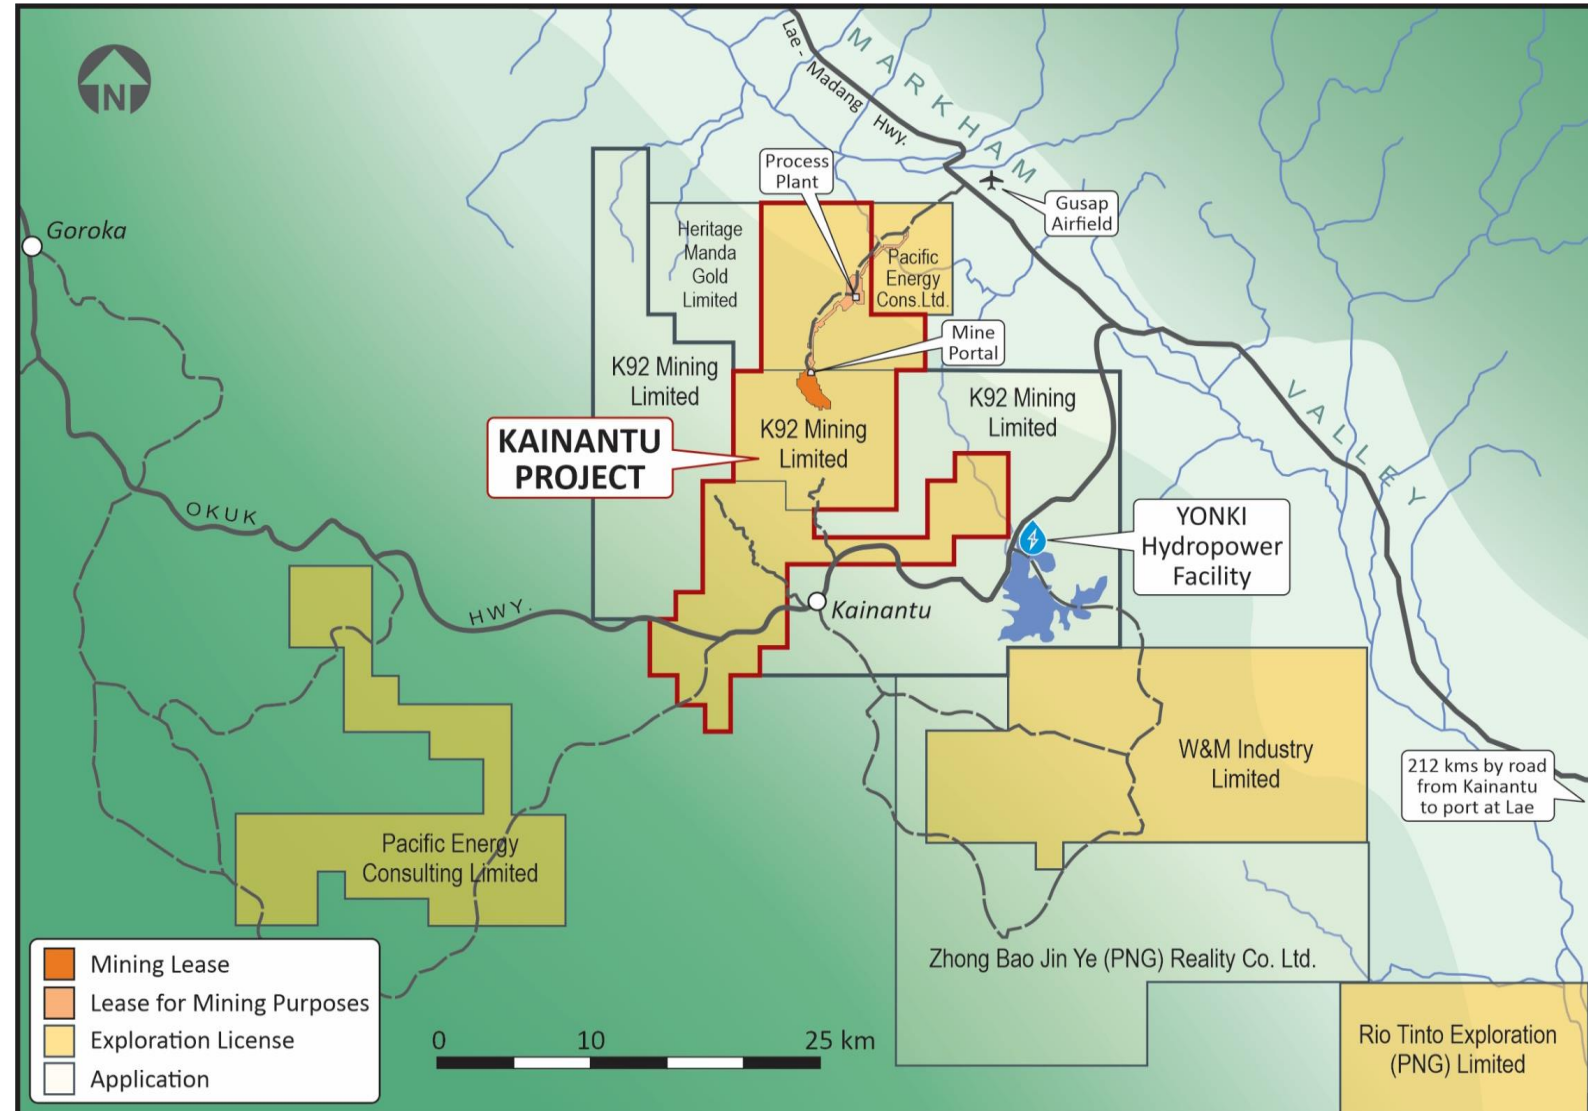 N
Goroka
Lae - Madang Hwy.
MARKHAM
VALLEY
Process
Plant
Gusap
Airfield
Heritage
Manda
Gold
Limited
Pacific
Energy
Cons.Ltd.
Mine
Portal
K92 Mining
Limited
K92 Mining
Limited
K92 Mining
Limited
KAINANTU
PROJECT
OKUK
HWY.
YONKI
Hydropower
Facility
Kainantu
W&M Industry
Limited
212 kms by road
from Kainantu
to port at Lae
Pacific Energy
Consulting Limited
Zhong Bao Jin Ye (PNG) Reality Co. Ltd.
Rio Tinto Exploration
(PNG) Limited
Mining Lease
Lease for Mining Purposes
Exploration License
Application
0 10 25 km